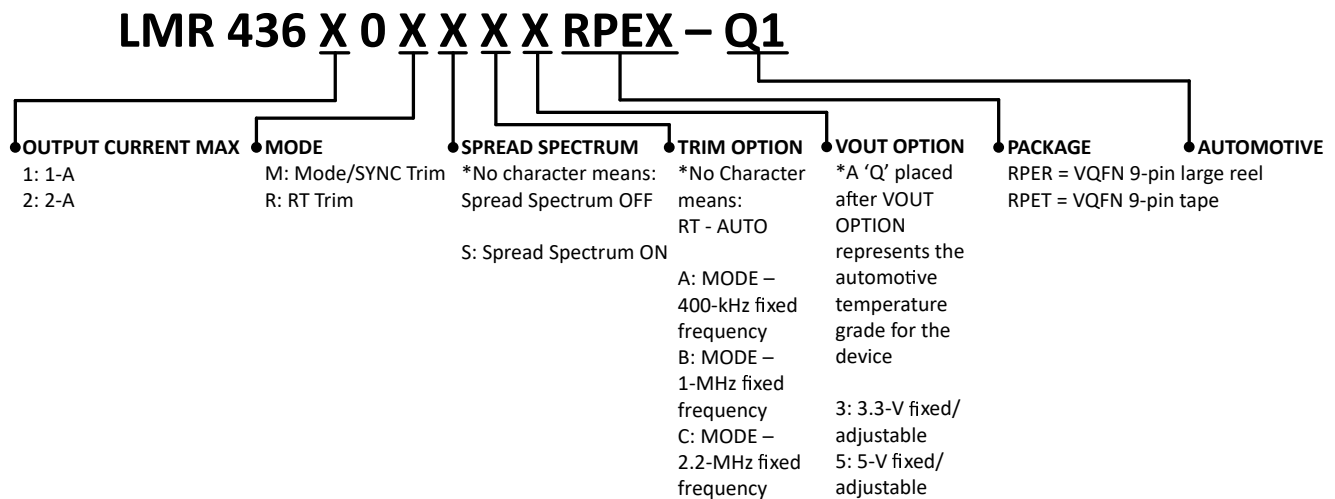 LMR 436 X 0 X X X X RPEX – Q1
OUTPUT CURRENT MAX
1: 1-A
2: 2-A
MODE
M: Mode/SYNC Trim
R: RT Trim
SPREAD SPECTRUM
*No character means:
Spread Spectrum OFF
S: Spread Spectrum ON
TRIM OPTION
*No Character
means:
RT - AUTO
A: MODE –
400-kHz fixed
frequency
B: MODE –
1-MHz fixed
frequency
C: MODE –
2.2-MHz fixed
frequency
VOUT OPTION
*A ‘Q’ placed
after VOUT
OPTION
represents the
automotive
temperature
grade for the
device
3: 3.3-V fixed/
adjustable
5: 5-V fixed/
adjustable
PACKAGE
RPER = VQFN 9-pin large reel
RPET = VQFN 9-pin tape
AUTOMOTIVE